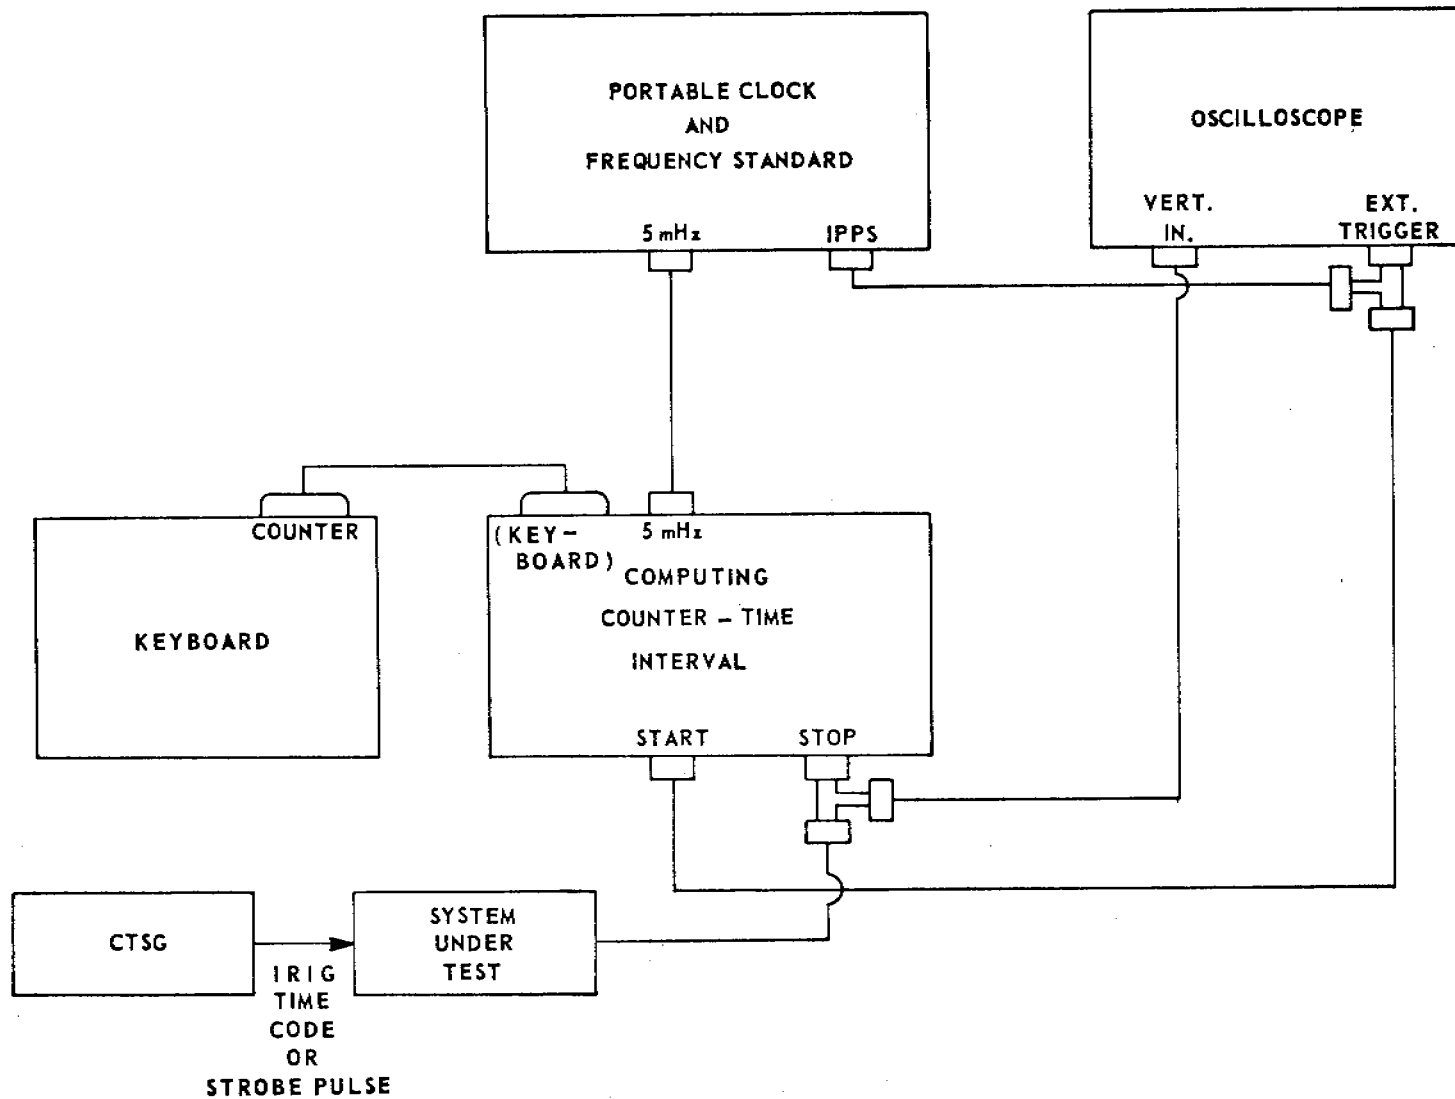 PORTABLE CLOCK
AND
FREQUENCY STANDARD
5 mHz
IPPS
OSCILLOSCOPE
VERT.
IN.
EXT.
TRIGGER
COUNTER
KEYBOARD
(KEY-
BOARD)
5 mHz
COMPUTING
COUNTER – TIME
INTERVAL
START
STOP
CTSG
IRIG
TIME
CODE
OR
STROBE PULSE
SYSTEM
UNDER
TEST